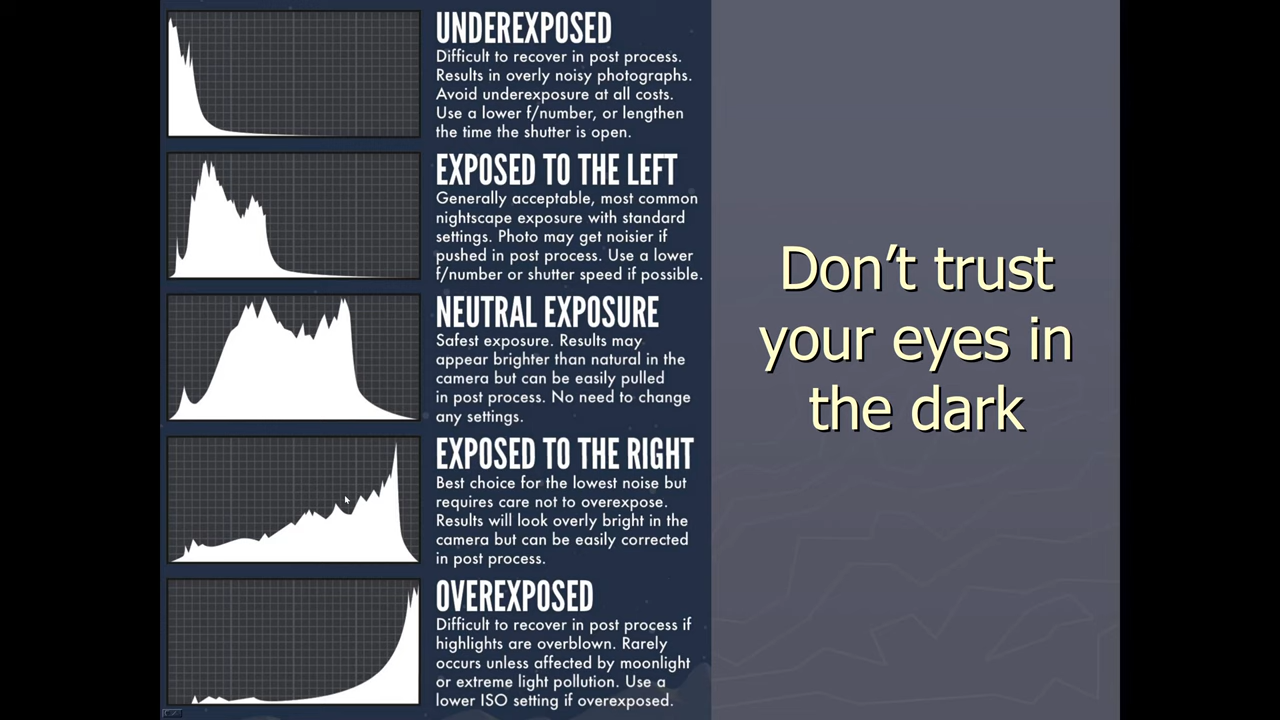 UNDEREXPOSED
Difficult to recover in post process.
Results in overly noisy photographs.
Avoid underexposure at all costs.
Use a lower f/number, or lengthen
the time the shutter is open.
EXPOSED TO THE LEFT
Generally acceptable, most common
nightscape exposure with standard
settings. Photo may get noisier if
pushed in post process. Use a lower
f/number or shutter speed if possible.
NEUTRAL EXPOSURE
Safest exposure. Results may
appear brighter than natural in the
camera but can be easily pulled
in post process. No need to change
any settings.
EXPOSED TO THE RIGHT
Best choice for the lowest noise but
requires care not to overexpose.
Results will look overly bright in the
camera but can be easily corrected
in post process.
OVEREXPOSED
Difficult to recover in post process if
highlights are overblown. Rarely
occurs unless affected by moonlight
or extreme light pollution. Use a
lower ISO setting if overexposed.
Don't trust
your eyes in
the dark